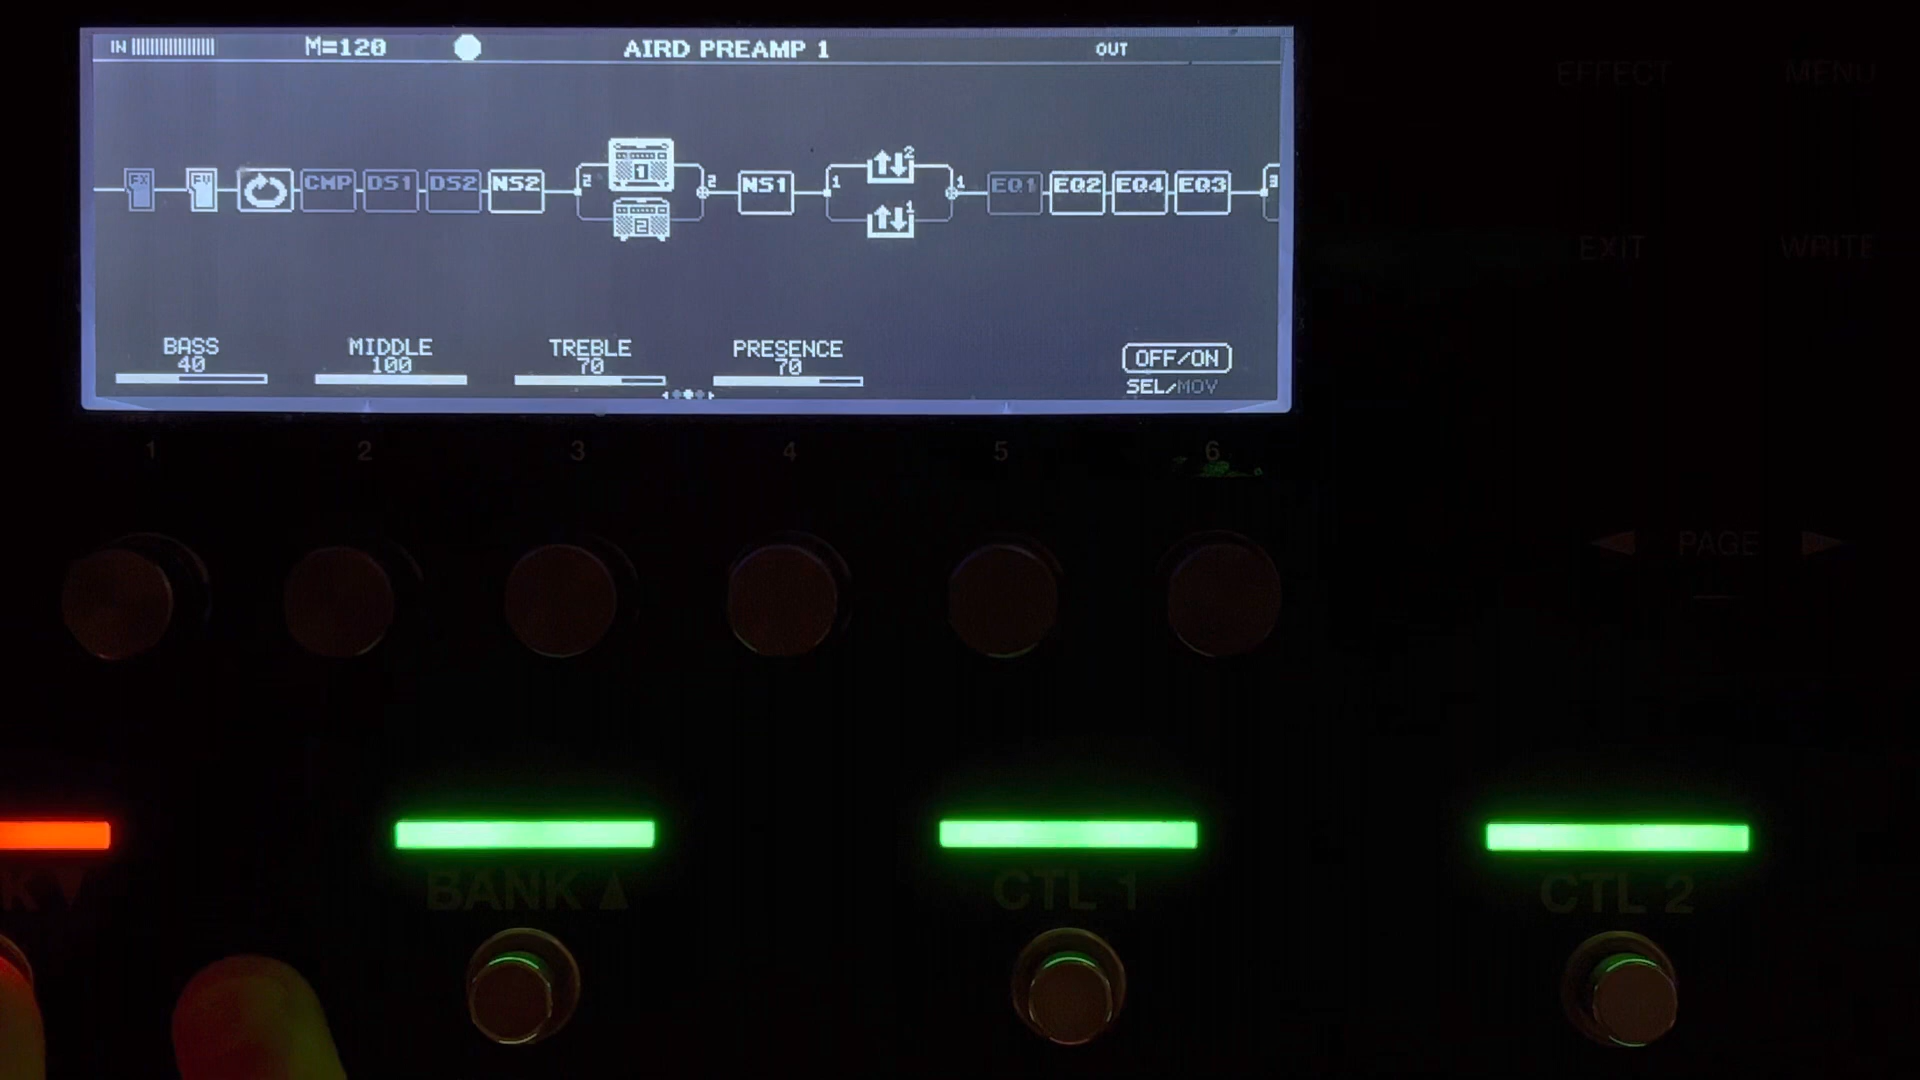 IN M=120 AIRD PREAMP 1 OUT
EFFECT MENU
FX FV CMP DS1 DS2 NS2 2 1 2 2 NS1 1 2 1 1 EQ1 EQ2 EQ4 EQ3 3
EXIT WRITE
BASS MIDDLE TREBLE PRESENCE OFF/ON
40 100 70 70 SEL/MOV
1 2 3 4 5 6
PAGE
K ▼ BANK ▲ CTL 1 CTL 2